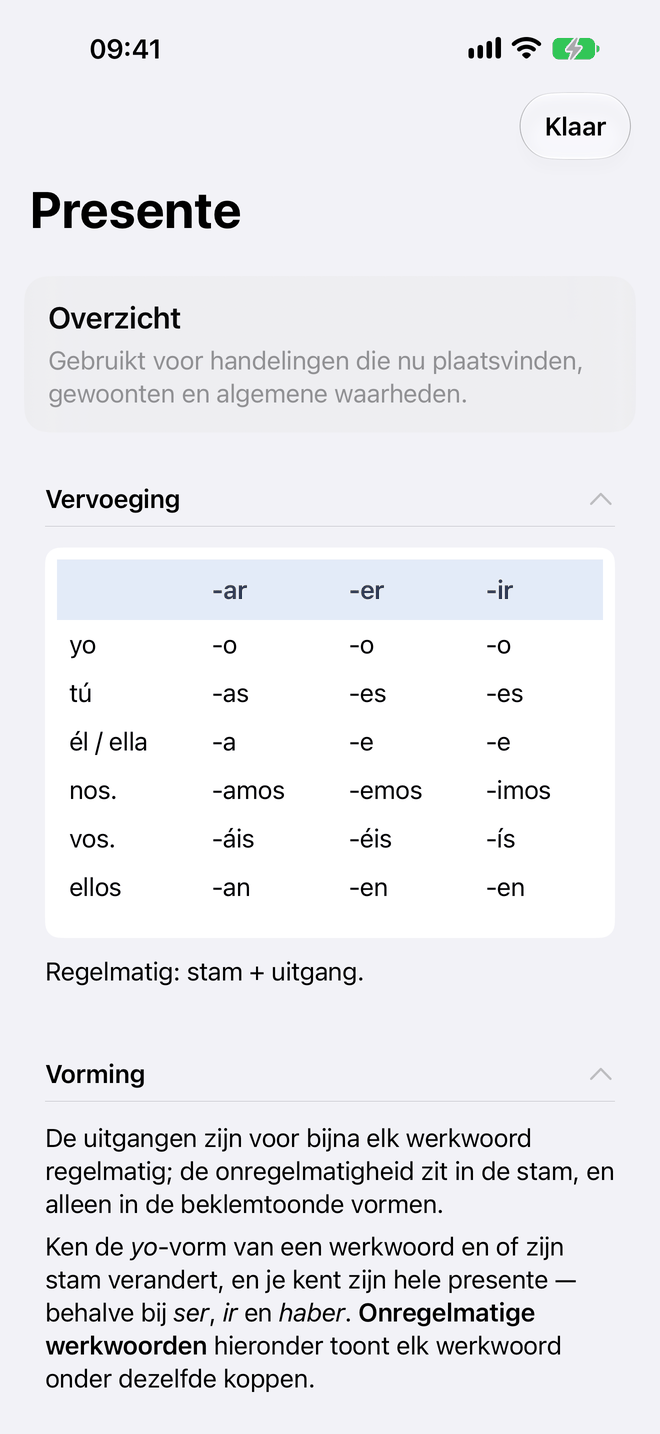 09:41
Klaar
Presente
Overzicht
Gebruikt voor handelingen die nu plaatsvinden,
gewoonten en algemene waarheden.
Vervoeging
-ar -er -ir
yo -o -o -o
tú -as -es -es
él / ella -a -e -e
nos. -amos -emos -imos
vos. -áis -éis -ís
ellos -an -en -en
Regelmatig: stam + uitgang.
Vorming
De uitgangen zijn voor bijna elk werkwoord
regelmatig; de onregelmatigheid zit in de stam, en
alleen in de beklemtoonde vormen.
Ken de yo-vorm van een werkwoord en of zijn
stam verandert, en je kent zijn hele presente —
behalve bij ser, ir en haber. Onregelmatige
werkwoorden hieronder toont elk werkwoord
onder dezelfde koppen.